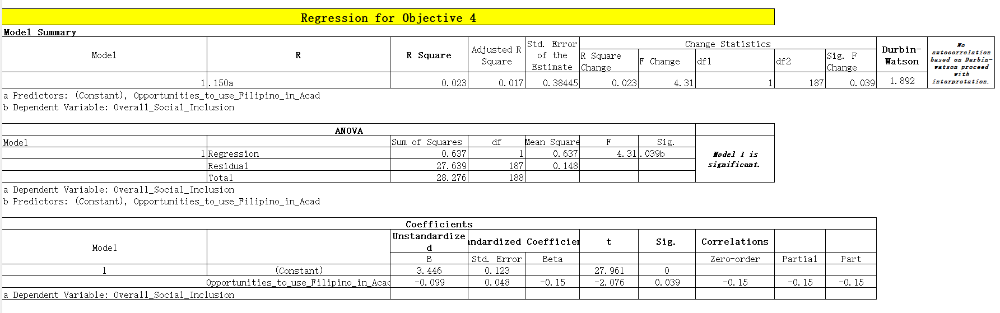 Regression for Objective 4
Model Summary
Model R R Square Adjusted R Square Std. Error of the Estimate Change Statistics Durbin-Watson No autocorrelation based on Durbin-watson proceed with interpretation.
R Square Change F Change df1 df2 Sig. F Change
1 .150a 0.023 0.017 0.38445 0.023 4.31 1 187 0.039 1.892
a Predictors: (Constant), Opportunities_to_use_Filipino_in_Acad
b Dependent Variable: Overall_Social_Inclusion
ANOVA
Model Sum of Squares df Mean Square F Sig.
1 Regression 0.637 1 0.637 4.31 .039b Model 1 is significant.
Residual 27.639 187 0.148
Total 28.276 188
a Dependent Variable: Overall_Social_Inclusion
b Predictors: (Constant), Opportunities_to_use_Filipino_in_Acad
Coefficients
Model Unstandardized ndardized Coefficien t Sig. Correlations
B Std. Error Beta Zero-order Partial Part
1 (Constant) 3.446 0.123 27.961 0
Opportunities_to_use_Filipino_in_Acad -0.099 0.048 -0.15 -2.076 0.039 -0.15 -0.15 -0.15
a Dependent Variable: Overall_Social_Inclusion